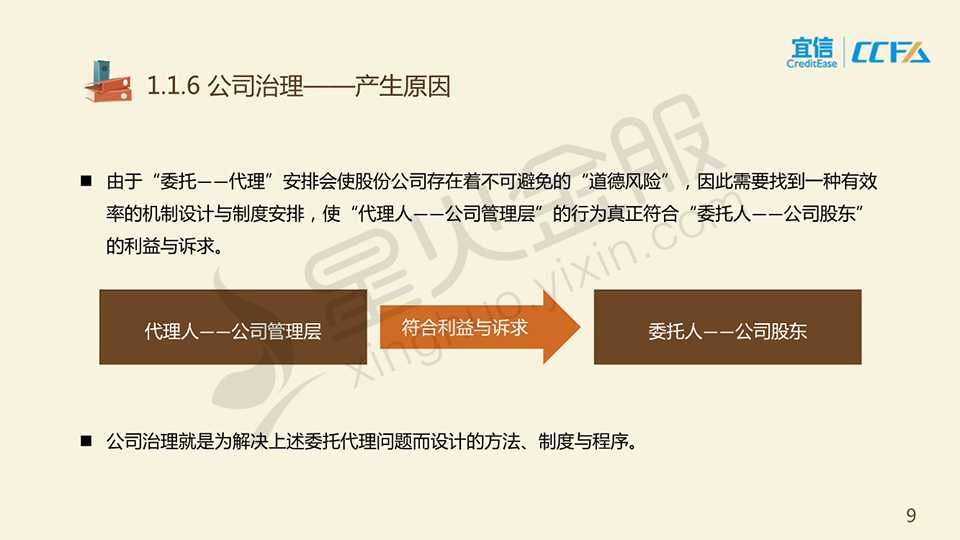 宜信
CreditEase
CCFA
1.1.6 公司治理——产生原因
■ 由于“委托——代理”安排会使股份公司存在着不可避免的“道德风险”，因此需要找到一种有效
率的机制设计与制度安排，使“代理人——公司管理层”的行为真正符合“委托人——公司股东”
的利益与诉求。
代理人——公司管理层
符合利益与诉求
委托人——公司股东
■ 公司治理就是为解决上述委托代理问题而设计的方法、制度与程序。
星火金服
xinghuo.yixin.com
9